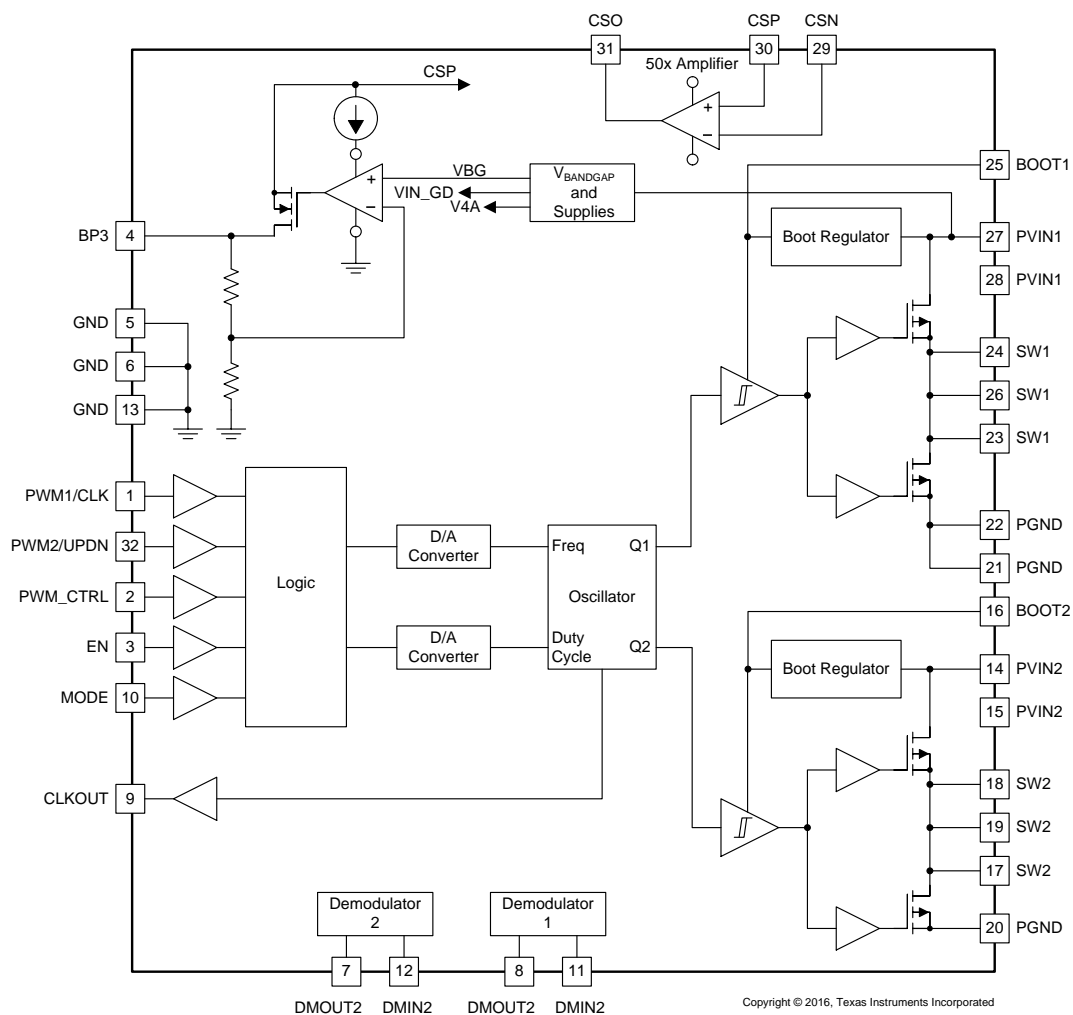 CSO
CSP
CSN
31
30
29
50x Amplifier
+
−
CSP
VBG
VIN_GD
V4A
VBANDGAP
and
Supplies
+
−
25
BOOT1
BP3
4
Boot Regulator
27
PVIN1
28
PVIN1
GND
5
GND
6
GND
13
24
SW1
26
SW1
23
SW1
22
PGND
21
PGND
PWM1/CLK
1
PWM2/UPDN
32
PWM_CTRL
2
EN
3
MODE
10
Logic
D/A
Converter
D/A
Converter
Freq
Q1
Oscillator
Duty
Cycle
Q2
16
BOOT2
Boot Regulator
14
PVIN2
15
PVIN2
CLKOUT
9
18
SW2
19
SW2
17
SW2
20
PGND
Demodulator
2
Demodulator
1
7
12
8
11
DMOUT2
DMIN2
DMOUT2
DMIN2
Copyright © 2016, Texas Instruments Incorporated